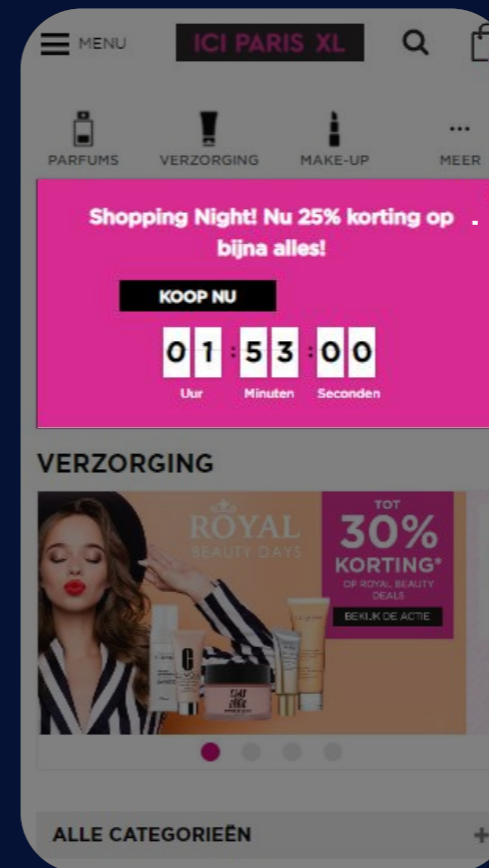 MENU
ICI PARIS XL
PARFUMS
VERZORGING
MAKE-UP
MEER
Shopping Night! Nu 25% korting op
bijna alles!
KOOP NU
01:53:00
Uur Minuten Seconden
VERZORGING
ROYAL
BEAUTY DAYS
TOT
30%
KORTING*
OP ROYAL BEAUTY
DEALS
BEKIJK DE ACTIE
ALLE CATEGORIEËN